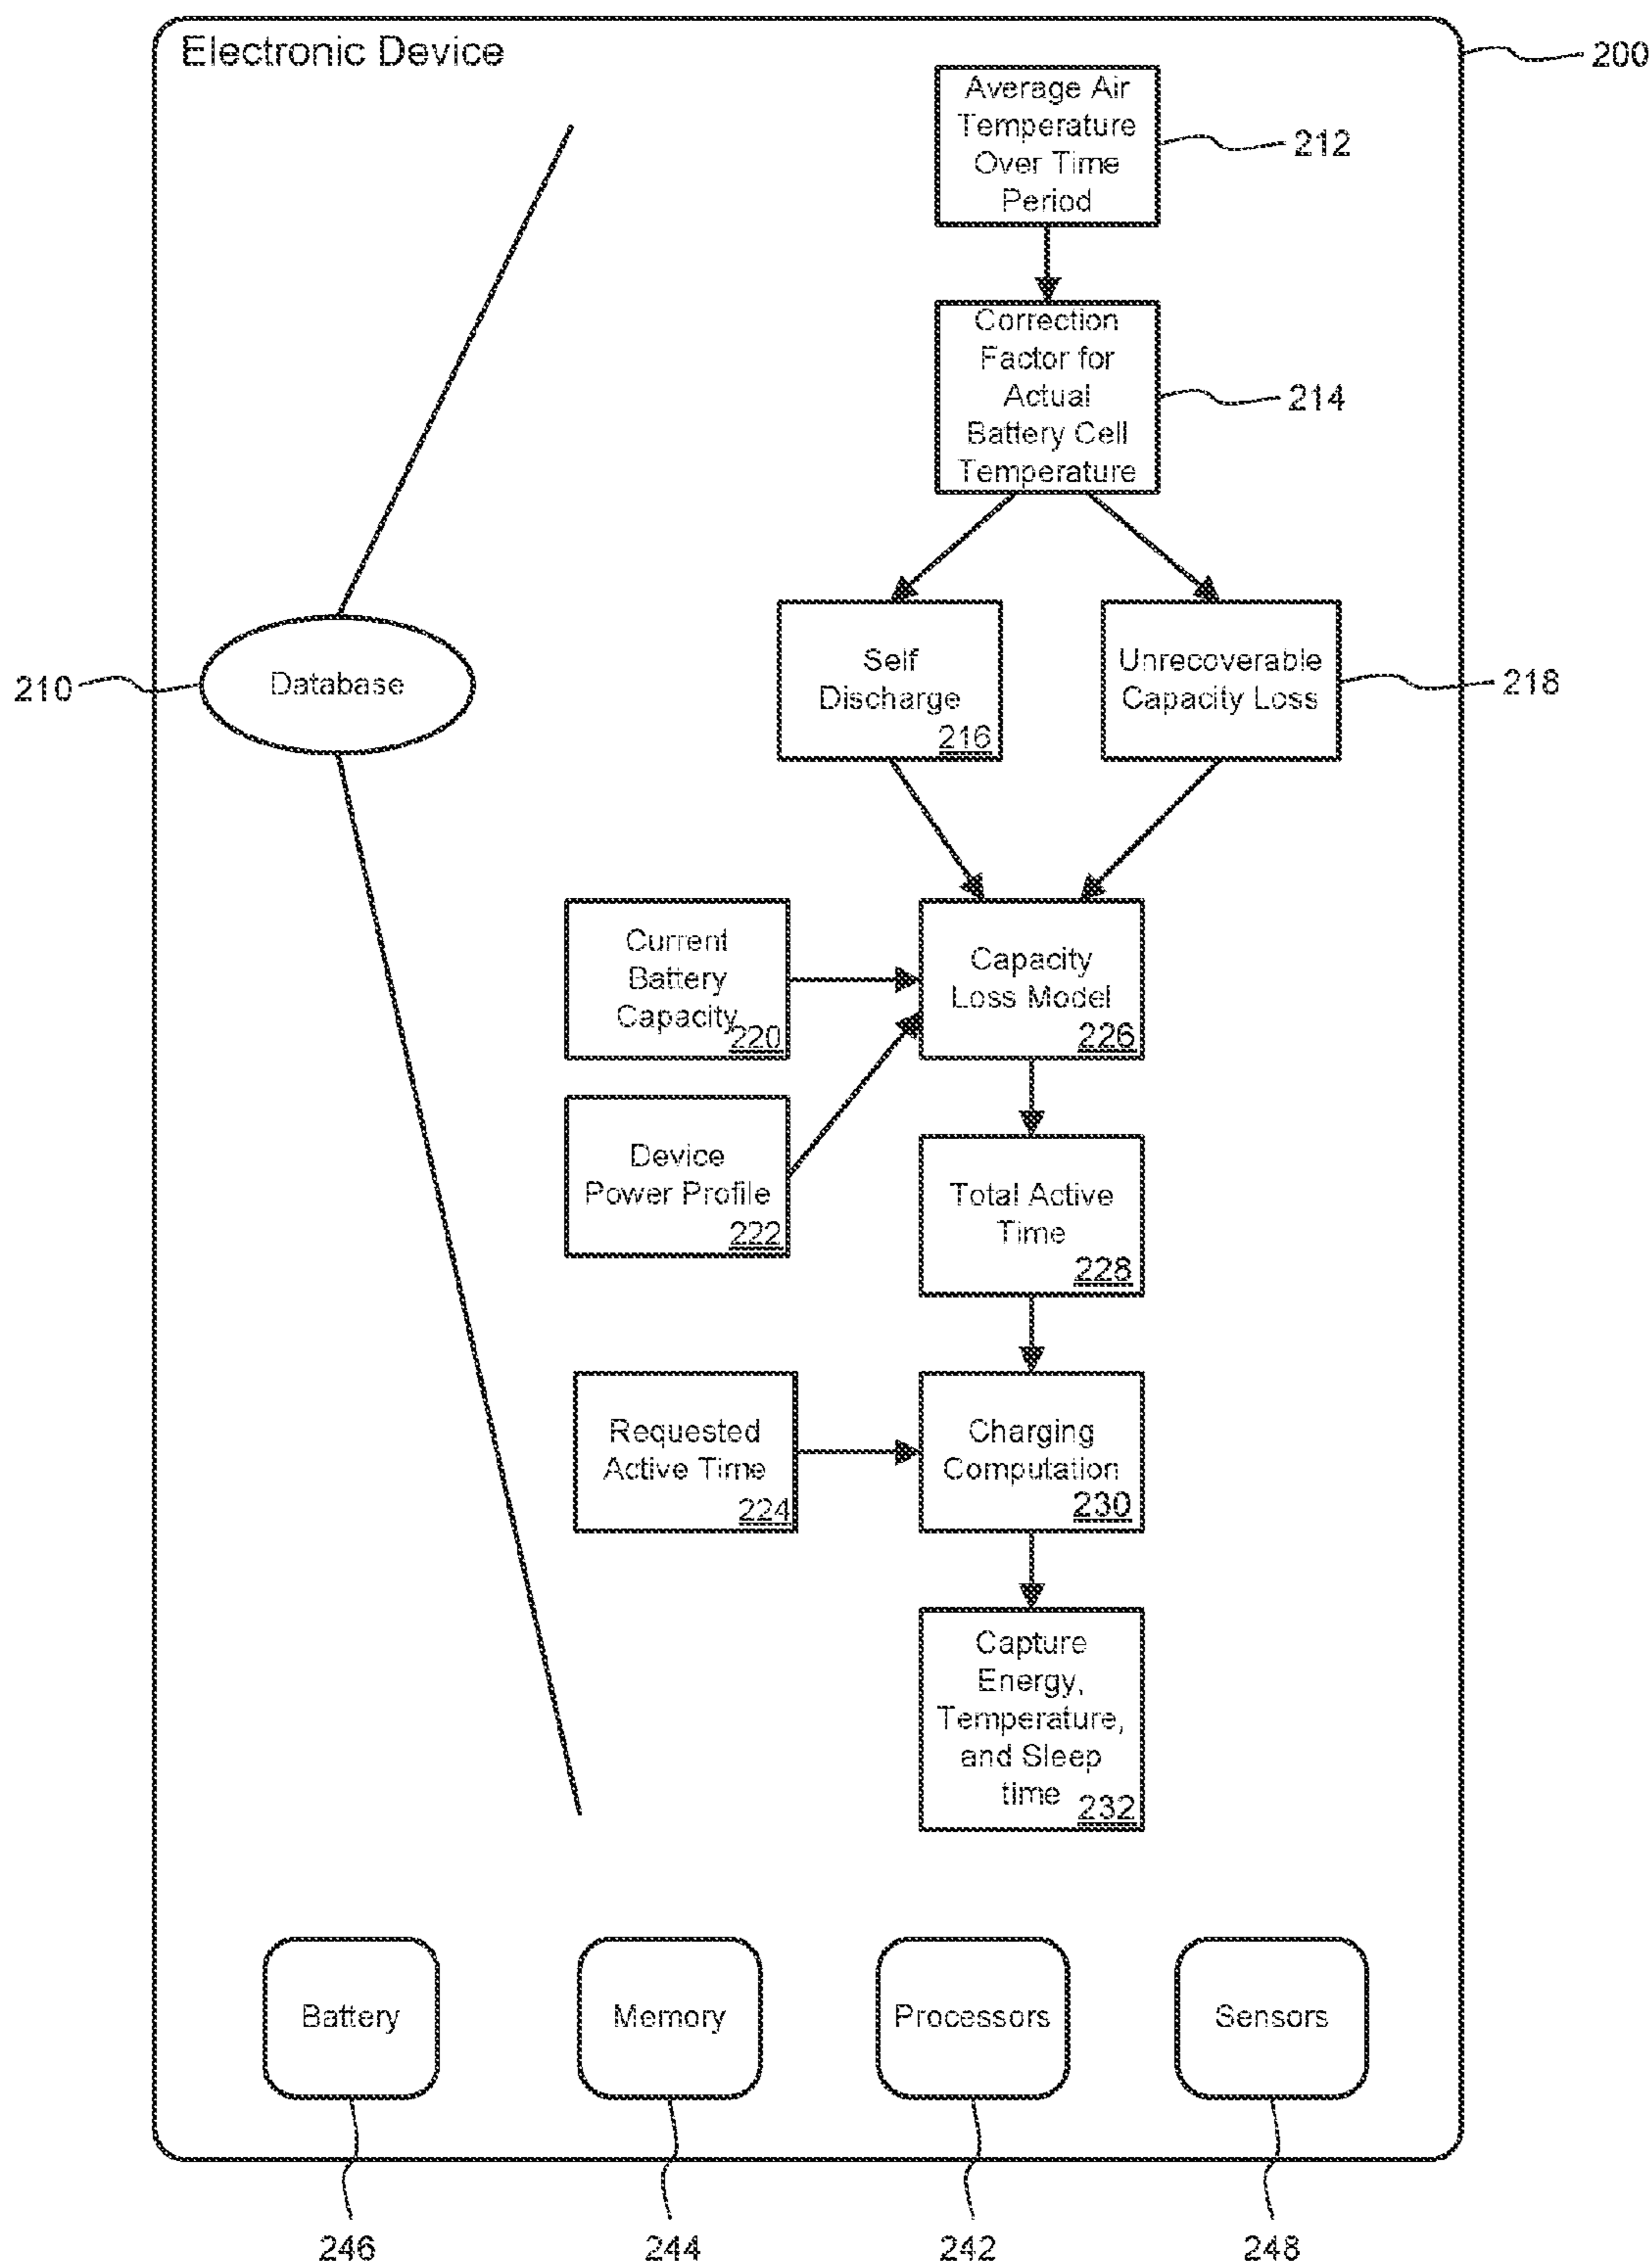 Electronic Device
200
Average Air
Temperature
Over Time
Period
212
Correction
Factor for
Actual
Battery Cell
Temperature
214
Self
Discharge
216
Unrecoverable
Capacity Loss
218
Database
210
Current
Battery
Capacity
220
Capacity
Loss Model
226
Device
Power Profile
222
Total Active
Time
228
Requested
Active Time
224
Charging
Computation
230
Capture
Energy,
Temperature,
and Sleep
time
232
Battery
Memory
Processors
Sensors
246
244
242
248